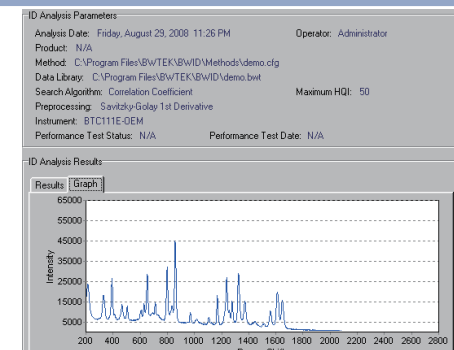 ID Analysis Parameters
Analysis Date: Friday, August 29, 2008 11:26 PM Operator: Administrator
Product: N/A
Method: C:\Program Files\BWTEK\BWID\Methods\demo.cfg
Data Library: C:\Program Files\BWTEK\BWID\demo.bwt
Search Algorithm: Correlation Coefficient Maximum HQI: 50
Preprocessing: Savitzky-Golay 1st Derivative
Instrument: BTC111E-OEM
Performance Test Status: N/A Performance Test Date: N/A
ID Analysis Results
Results Graph
65000
55000
45000
35000
25000
15000
5000
Intensity
200 400 600 800 1000 1200 1400 1600 1800 2000 2200 2400 2600 2800